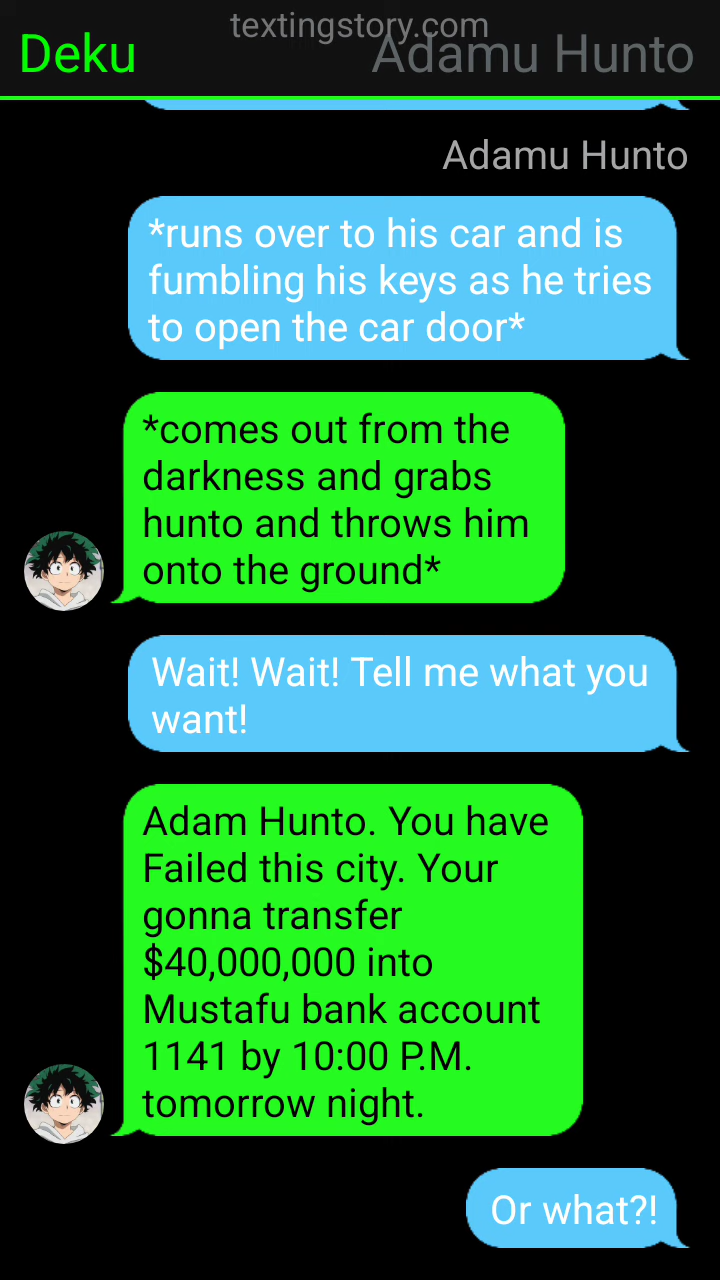 textingstory.com
Deku
Adamu Hunto
Adamu Hunto
*runs over to his car and is
fumbling his keys as he tries
to open the car door*
*comes out from the
darkness and grabs
hunto and throws him
onto the ground*
Wait! Wait! Tell me what you
want!
Adam Hunto. You have
Failed this city. Your
gonna transfer
$40,000,000 into
Mustafu bank account
1141 by 10:00 P.M.
tomorrow night.
Or what?!